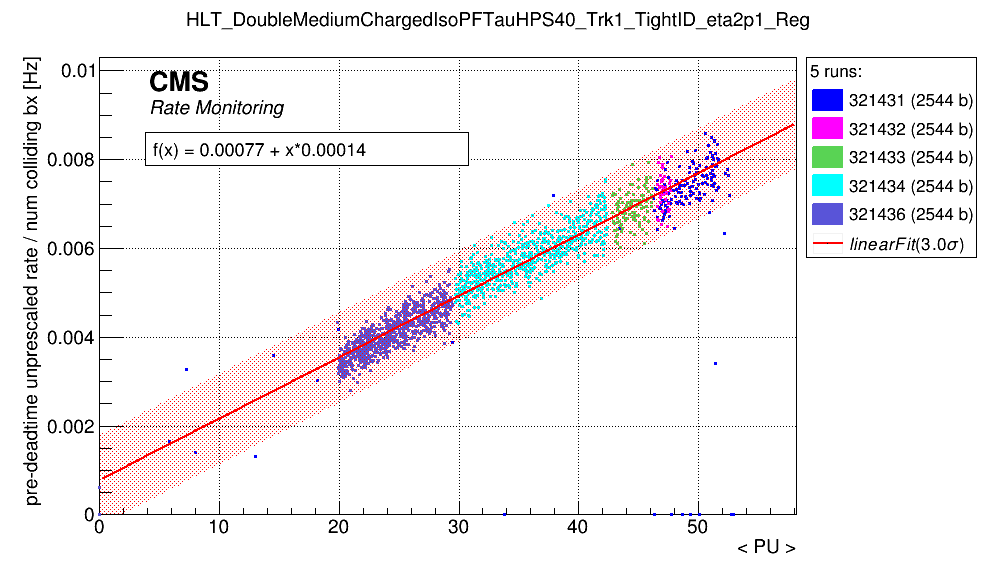 HLT_DoubleMediumChargedIsoPFTauHPS40_Trk1_TightID_eta2p1_Reg
pre-deadtime unprescaled rate / num colliding bx [Hz]
0.01
0.008
0.006
0.004
0.002
0
CMS
Rate Monitoring
f(x) = 0.00077 + x*0.00014
5 runs:
321431 (2544 b)
321432 (2544 b)
321433 (2544 b)
321434 (2544 b)
321436 (2544 b)
linearFit(3.0σ)
0 10 20 30 40 50
< PU >